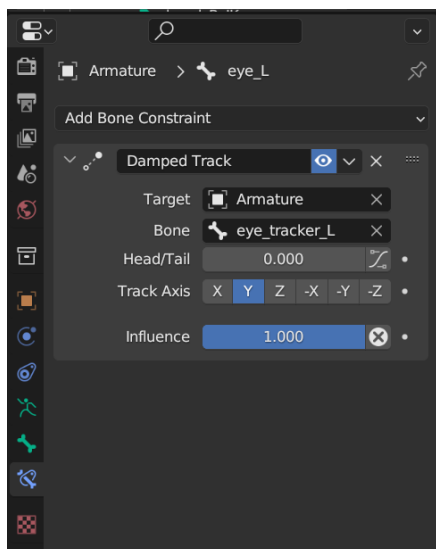 Armature > eye_L
Add Bone Constraint
Damped Track
Target Armature
Bone eye_tracker_L
Head/Tail 0.000
Track Axis X Y Z -X -Y -Z
Influence 1.000